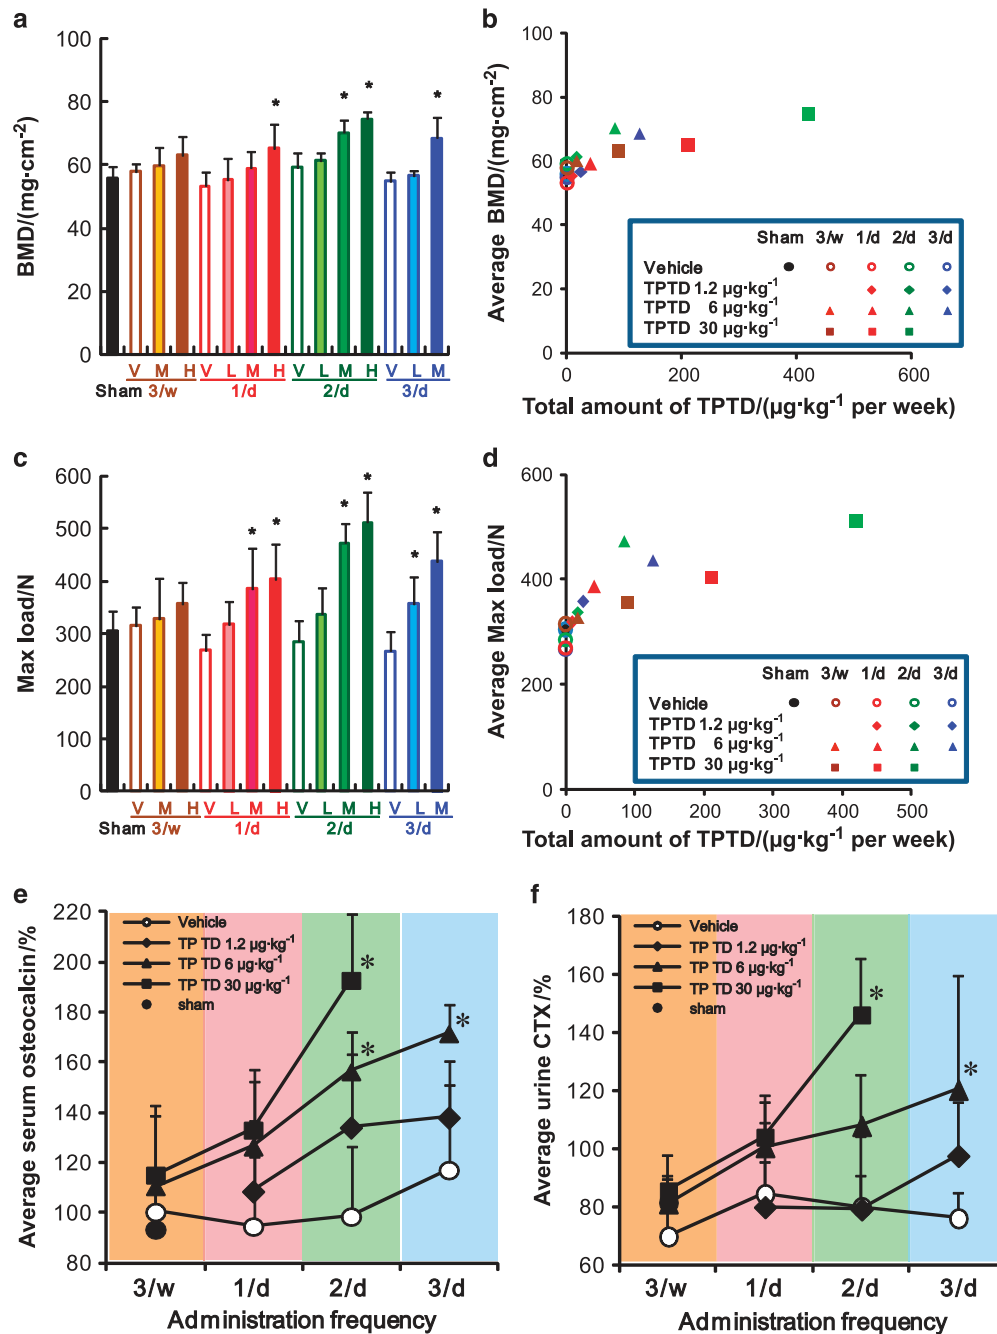 a
100
80
60
40
20
0
BMD/(mg·cm⁻²)
* * * *
V M H V L M H V L M H V L M
Sham 3/w 1/d 2/d 3/d
b
100
80
60
40
20
0
Average BMD/(mg·cm⁻²)
Sham 3/w 1/d 2/d 3/d
Vehicle
TPTD 1.2 µg·kg⁻¹
TPTD 6 µg·kg⁻¹
TPTD 30 µg·kg⁻¹
0 200 400 600
Total amount of TPTD/(µg·kg⁻¹ per week)
c
600
500
400
300
200
100
0
Max load/N
* * * * * *
V M H V L M H V L M H V L M
Sham 3/w 1/d 2/d 3/d
d
600
400
200
0
Average Max load/N
Sham 3/w 1/d 2/d 3/d
Vehicle
TPTD 1.2 µg·kg⁻¹
TPTD 6 µg·kg⁻¹
TPTD 30 µg·kg⁻¹
0 100 200 300 400 500
Total amount of TPTD/(µg·kg⁻¹ per week)
e
220
200
180
160
140
120
100
80
Average serum osteocalcin/%
Vehicle
TP TD 1.2 µg·kg⁻¹
TP TD 6 µg·kg⁻¹
TP TD 30 µg·kg⁻¹
sham
* * *
3/w 1/d 2/d 3/d
Administration frequency
f
180
160
140
120
100
80
60
Average urine CTX/%
Vehicle
TP TD 1.2 µg·kg⁻¹
TP TD 6 µg·kg⁻¹
TP TD 30 µg·kg⁻¹
sham
* *
3/w 1/d 2/d 3/d
Administration frequency